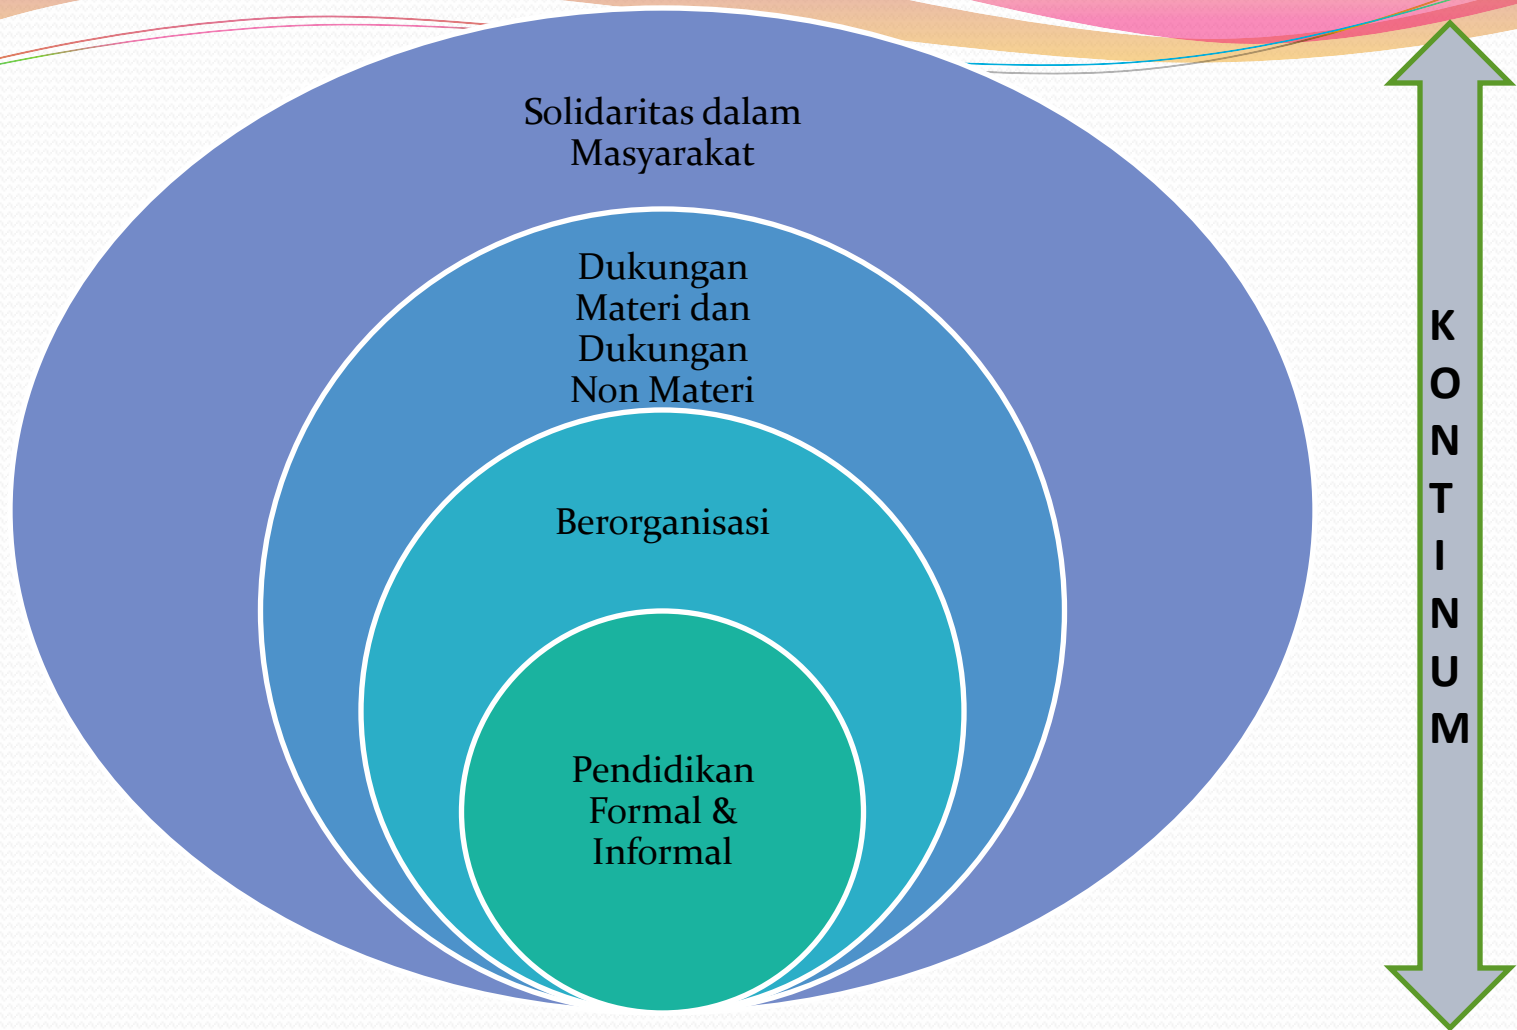 Solidaritas dalam
Masyarakat
Dukungan
Materi dan
Dukungan
Non Materi
Berorganisasi
Pendidikan
Formal &
Informal
K
O
N
T
I
N
U
M